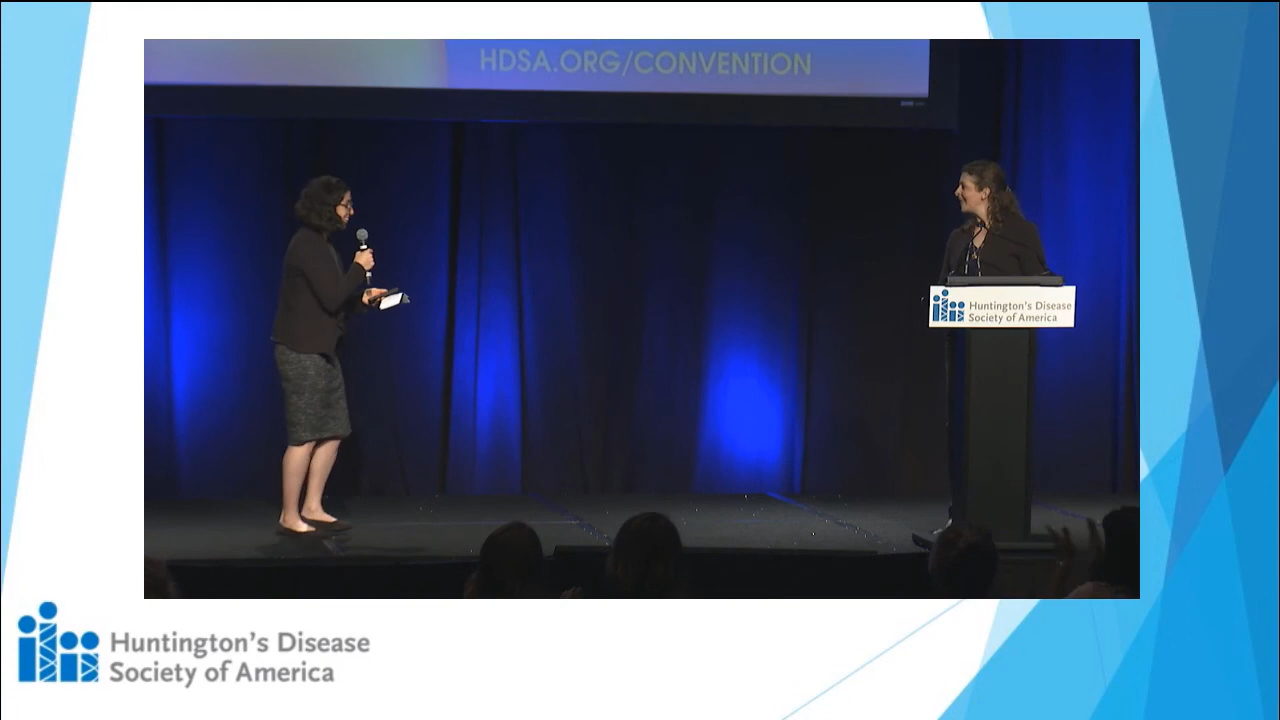 HDSA.ORG/CONVENTION
Huntington's Disease
Society of America
Huntington's Disease
Society of America